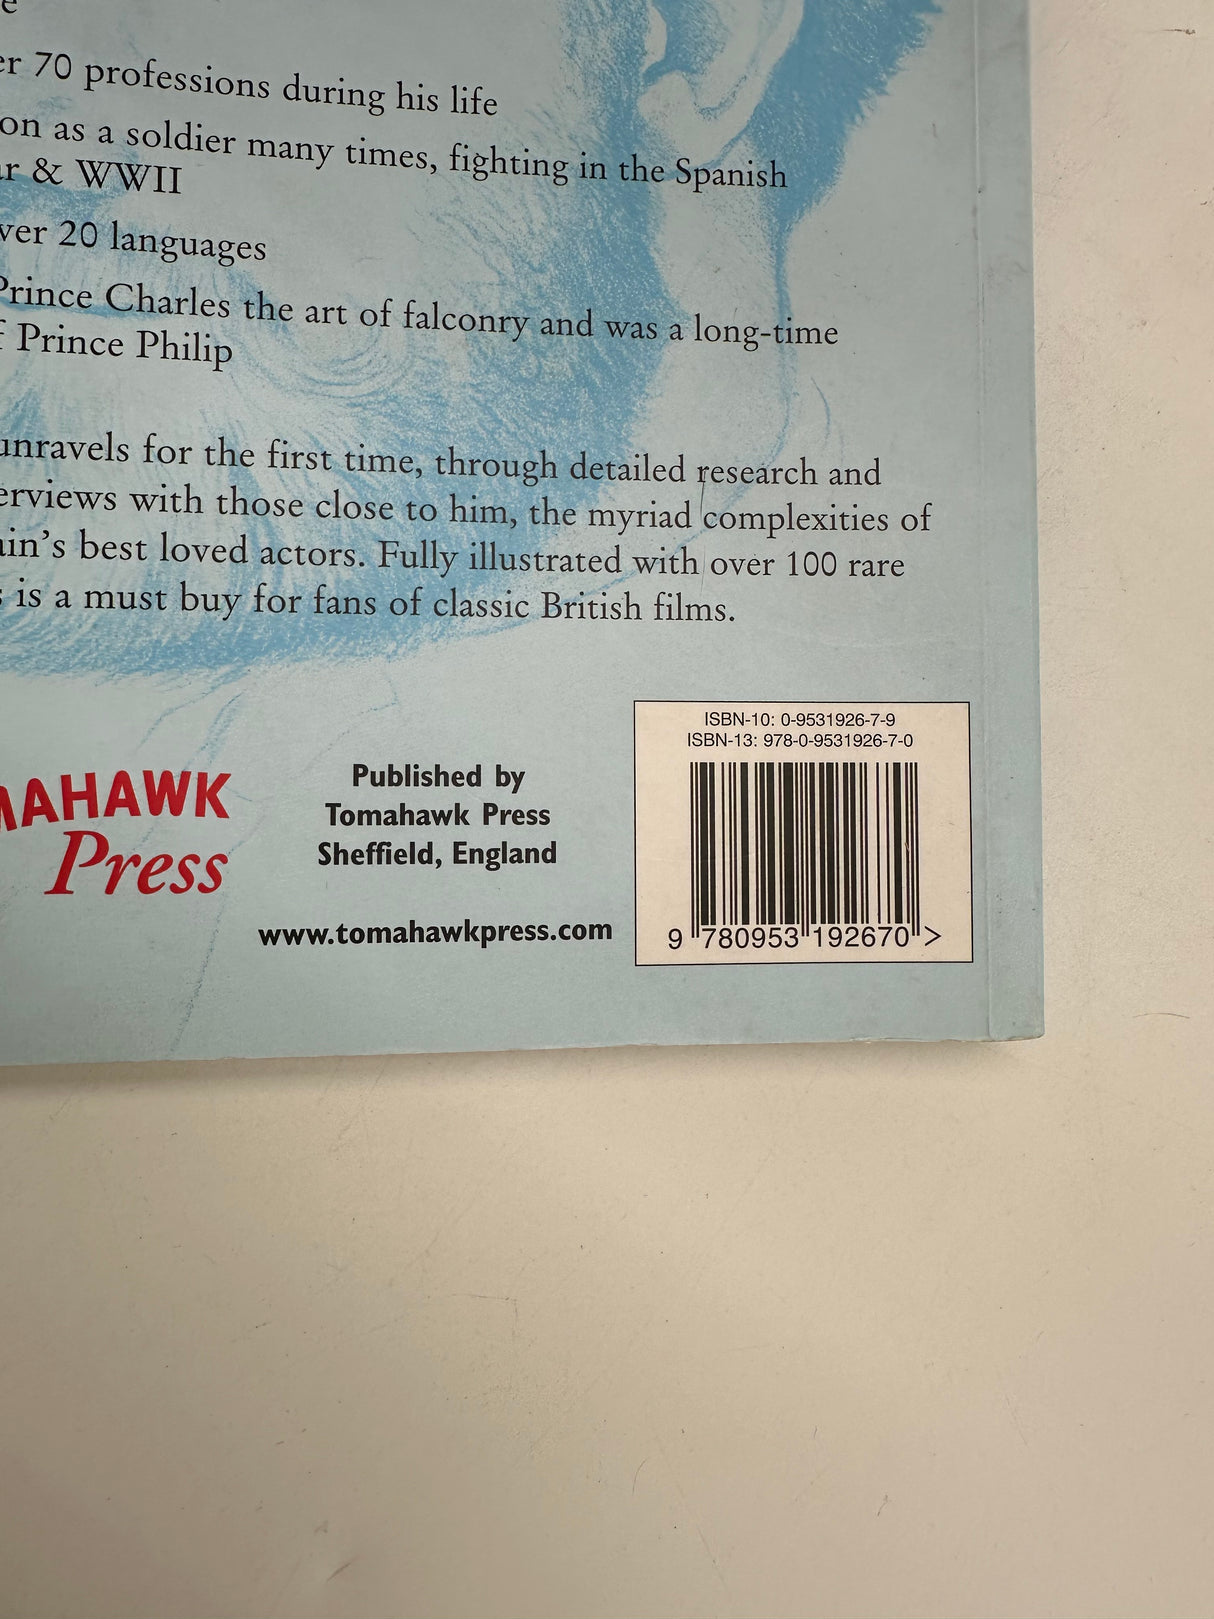 e
er 70 professions during his life
on as a soldier many times, fighting in the Spanish
ar & WWII
ver 20 languages
Prince Charles the art of falconry and was a long-time
f Prince Philip
unravels for the first time, through detailed research and
erviews with those close to him, the myriad complexities of
ain's best loved actors. Fully illustrated with over 100 rare
s is a must buy for fans of classic British films.
MAHAWK
Press
Published by
Tomahawk Press
Sheffield, England
www.tomahawkpress.com
ISBN-10: 0-9531926-7-9
ISBN-13: 978-0-9531926-7-0
9 780953 192670 >